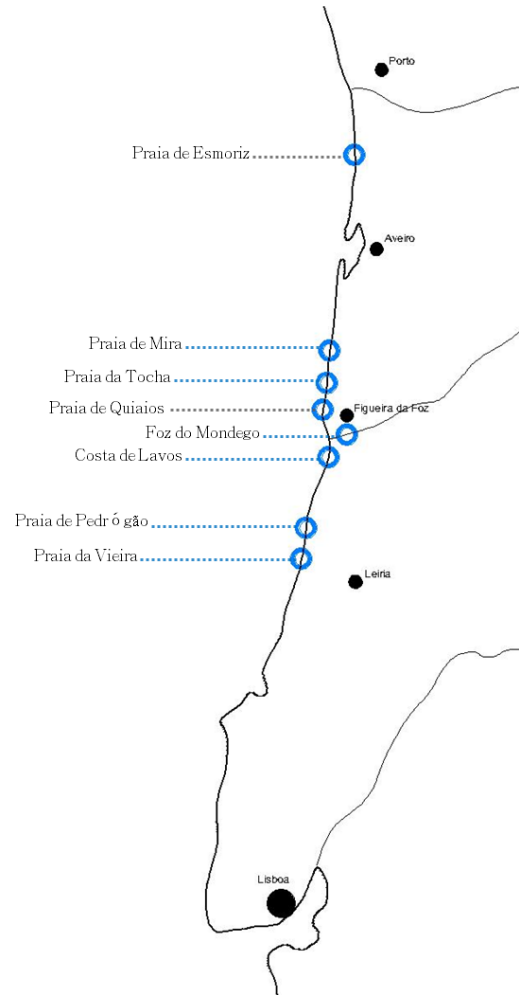 Porto
Praia de Esmoriz
Aveiro
Praia de Mira
Praia da Tocha
Praia de Quiaios
Figueira da Foz
Foz do Mondego
Costa de Lavos
Praia de Pedrógão
Praia da Vieira
Leiria
Lisboa